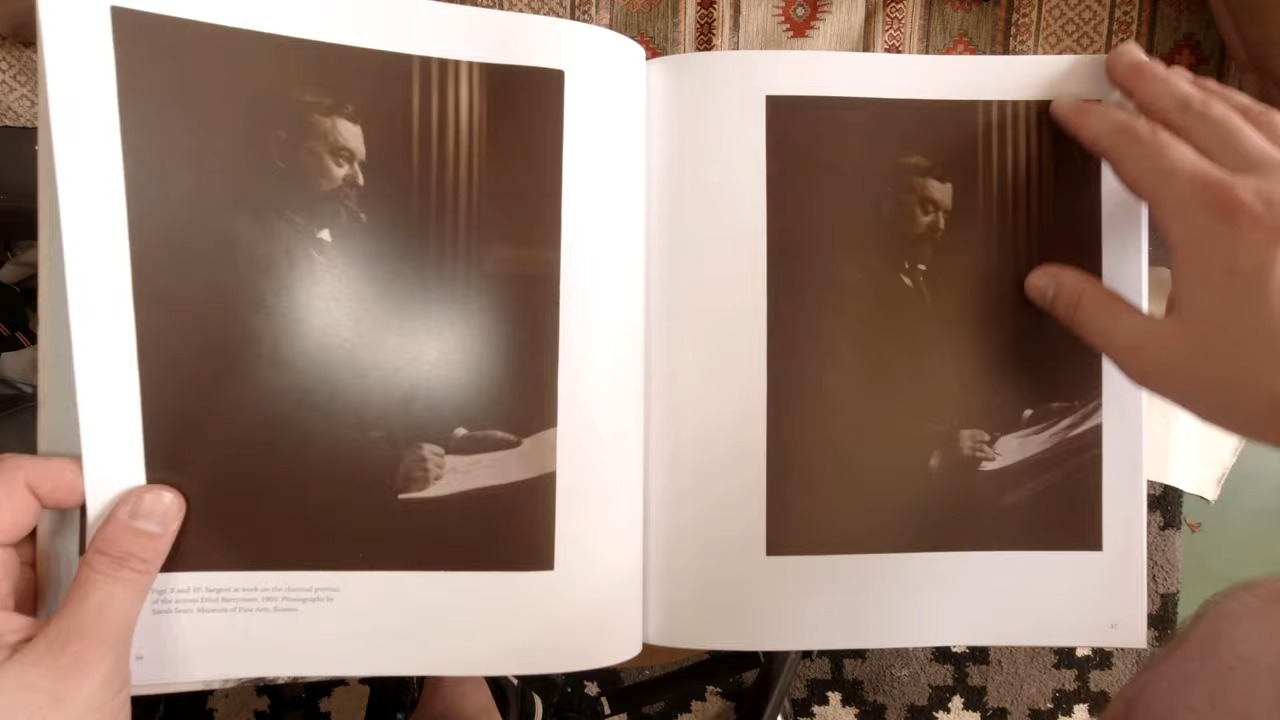 Figs. 9 and 10: Sargent at work on the charcoal portrait
of the actress Ethel Barrymore, 1903. Photographs by
Sarah Sears. Museum of Fine Arts, Boston.